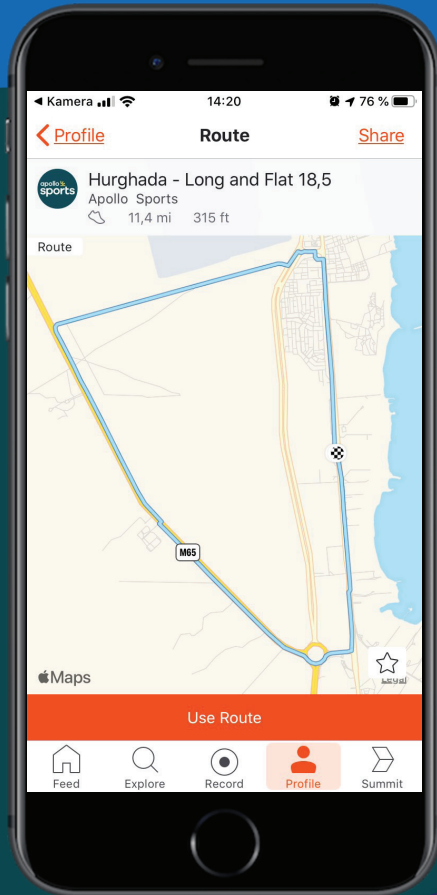 ◀ Kamera 14:20 76 %
Profile Route Share
apollo
sports
Hurghada - Long and Flat 18,5
Apollo Sports
11,4 mi 315 ft
Route
M65
Maps
Legal
Use Route
Feed Explore Record Profile Summit